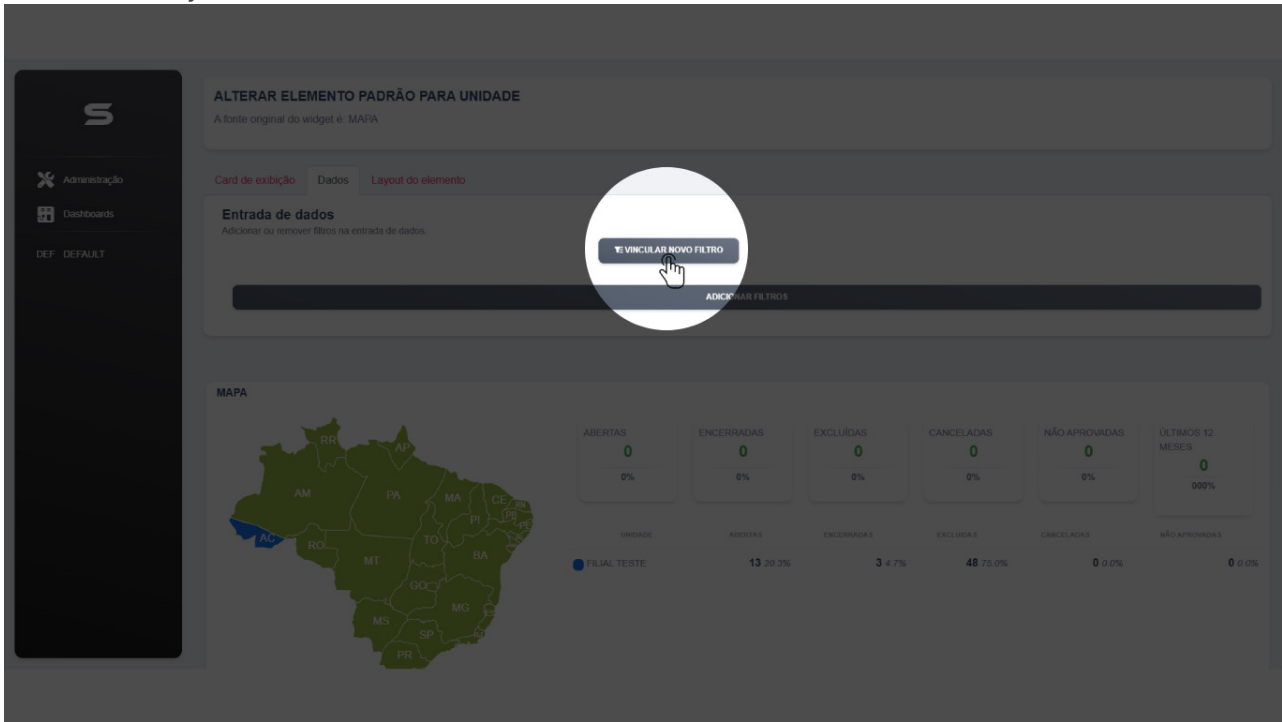 S
ALTERAR ELEMENTO PADRÃO PARA UNIDADE
A fonte original do widget é: MAPA
Administração
Dashboards
DEF DEFAULT
Card de exibição Dados Layout do elemento
Entrada de dados
Adicionar ou remover filtros na entrada de dados.
VINCULAR NOVO FILTRO
ADICIONAR FILTROS
MAPA
RR AP
AM PA MA CE RN
PI PB
PE
AC RO TO
MT BA
GO
MG
MS
SP
PR
ABERTAS ENCERRADAS EXCLUÍDAS CANCELADAS NÃO APROVADAS ÚLTIMOS 12
MESES
0 0 0 0 0 0
0% 0% 0% 0% 0% 000%
UNIDADE ABERTAS ENCERRADAS EXCLUÍDAS CANCELADAS NÃO APROVADAS
FILIAL TESTE 13 20.3% 3 4.7% 48 75.0% 0 0.0% 0 0.0%